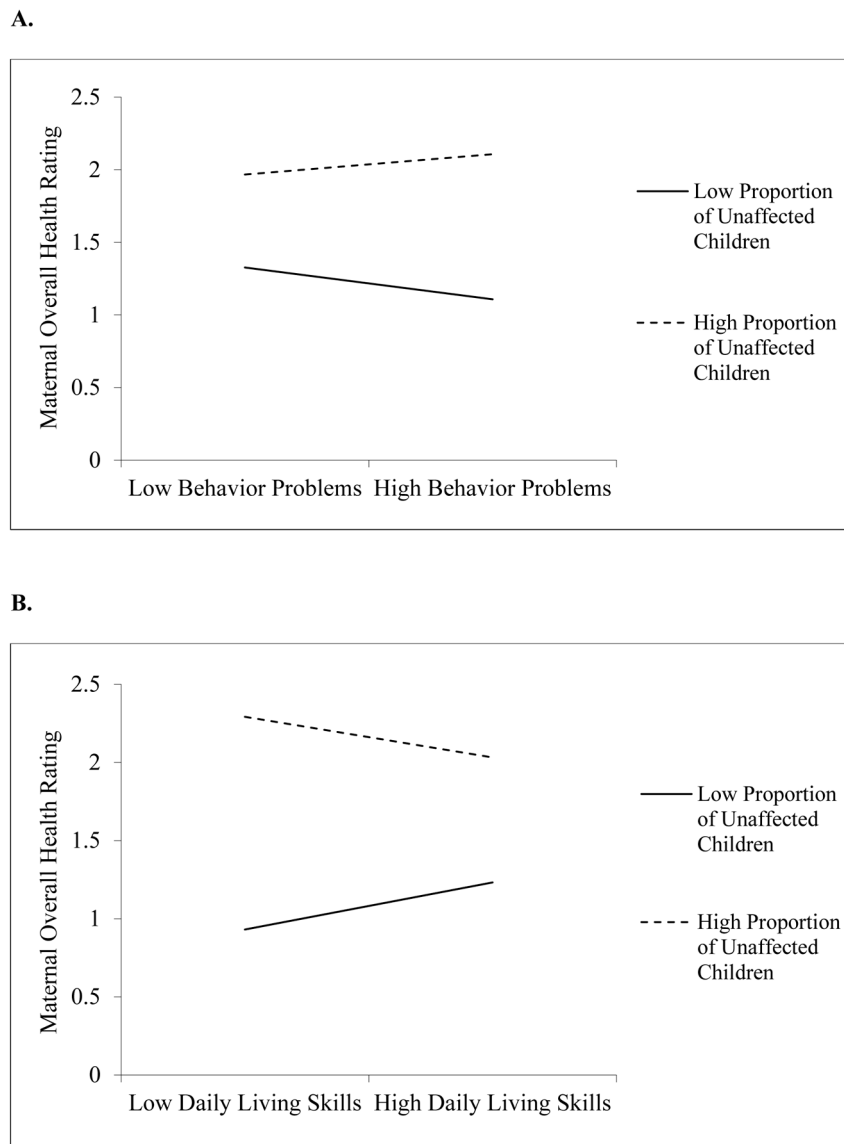 A.
2.5
2
1.5
1
0.5
0
Maternal Overall Health Rating
Low Behavior Problems High Behavior Problems
Low Proportion
of Unaffected
Children
High Proportion
of Unaffected
Children
B.
2.5
2
1.5
1
0.5
0
Maternal Overall Health Rating
Low Daily Living Skills High Daily Living Skills
Low Proportion
of Unaffected
Children
High Proportion
of Unaffected
Children